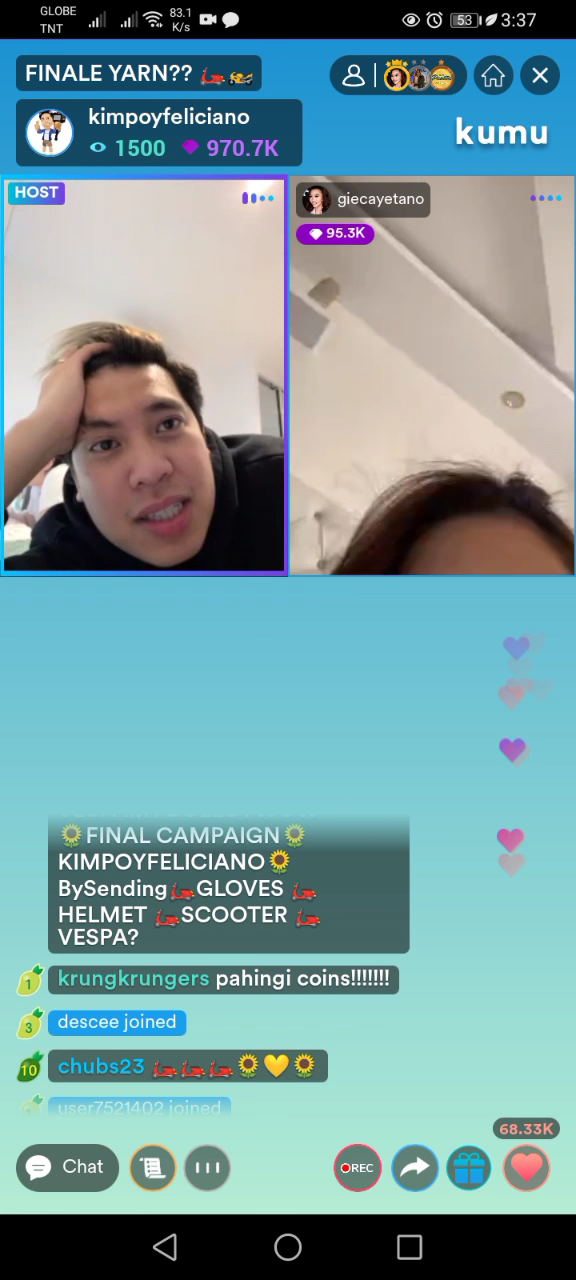 GLOBE
TNT
83.1
K/s
53
3:37
FINALE YARN?? 🛵🏍️
kimpoyfeliciano
1500 970.7K
kumu
HOST
giecayetano
95.3K
🌻FINAL CAMPAIGN🌻
KIMPOYFELICIANO🌻
BySending🛵GLOVES 🛵
HELMET 🛵SCOOTER 🛵
VESPA?
1 krungkrungers pahingi coins!!!!!!!
3 descee joined
10 chubs23 🛵🛵🛵🌻💛🌻
user7521402 joined
68.33K
Chat
REC